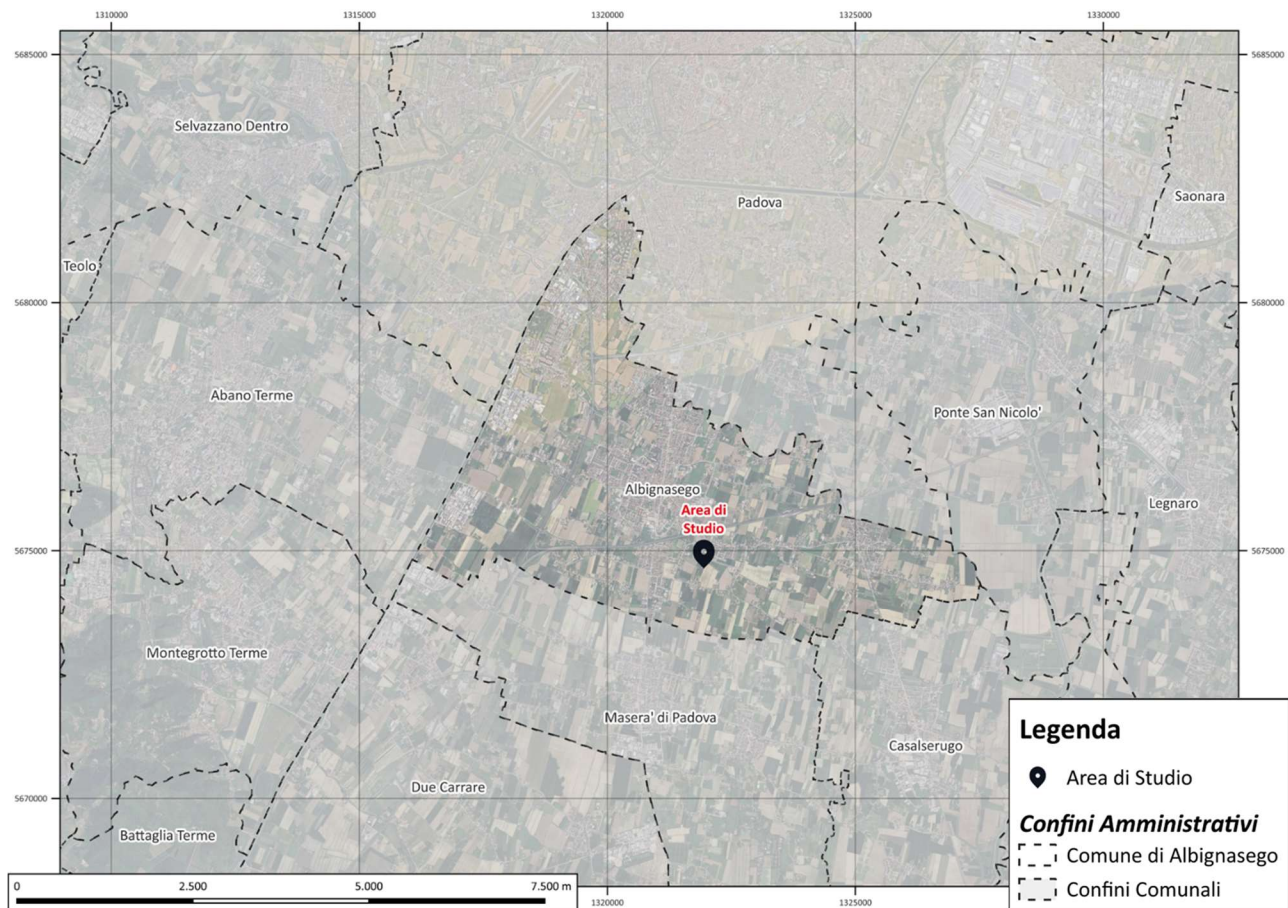 1310000 1315000 1320000 1325000 1330000
5685000 5685000
Selvazzano Dentro
Padova
Saonara
Teolo
5680000 5680000
Abano Terme
Ponte San Nicolo'
Albignasego
Legnaro
Area di
Studio
5675000 5675000
Montegrotto Terme
Masera' di Padova
Casalserugo
Due Carrare
5670000
Battaglia Terme
Legenda
Area di Studio
Confini Amministrativi
Comune di Albignasego
Confini Comunali
0 2.500 5.000 7.500 m
1320000 1325000